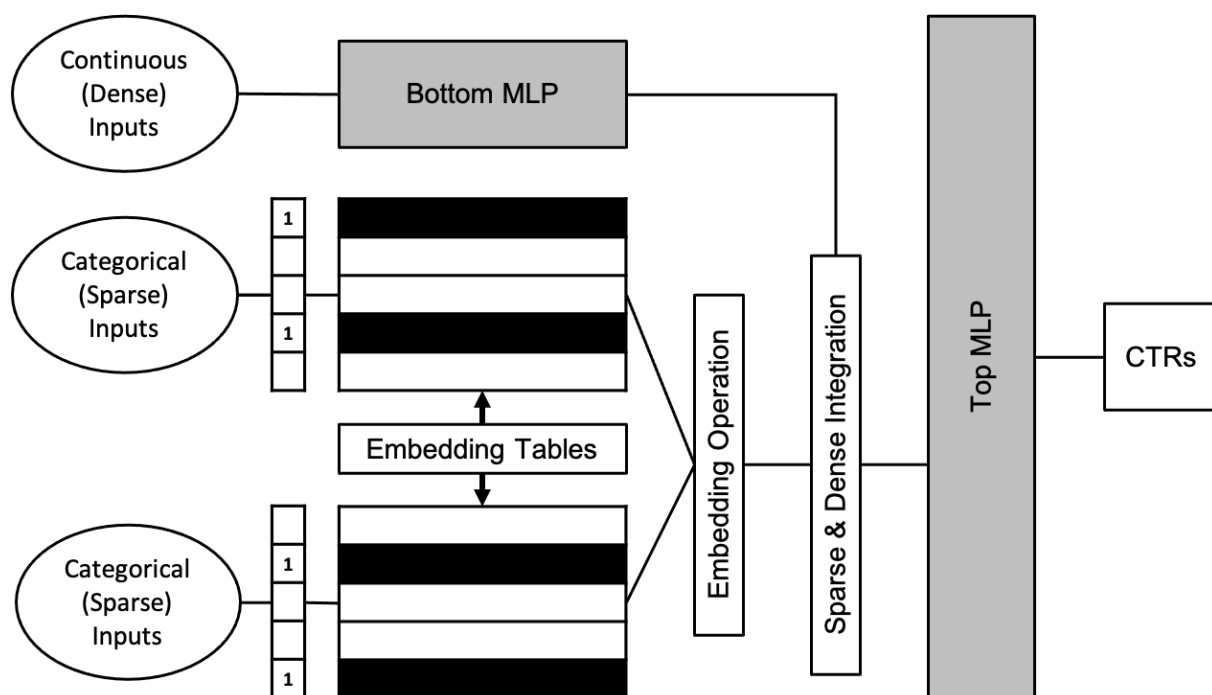 Continuous
(Dense)
Inputs
Bottom MLP
1
Categorical
(Sparse)
Inputs
1
Embedding Tables
1
Categorical
(Sparse)
Inputs
1
Embedding Operation
Sparse & Dense Integration
Top MLP
CTRs